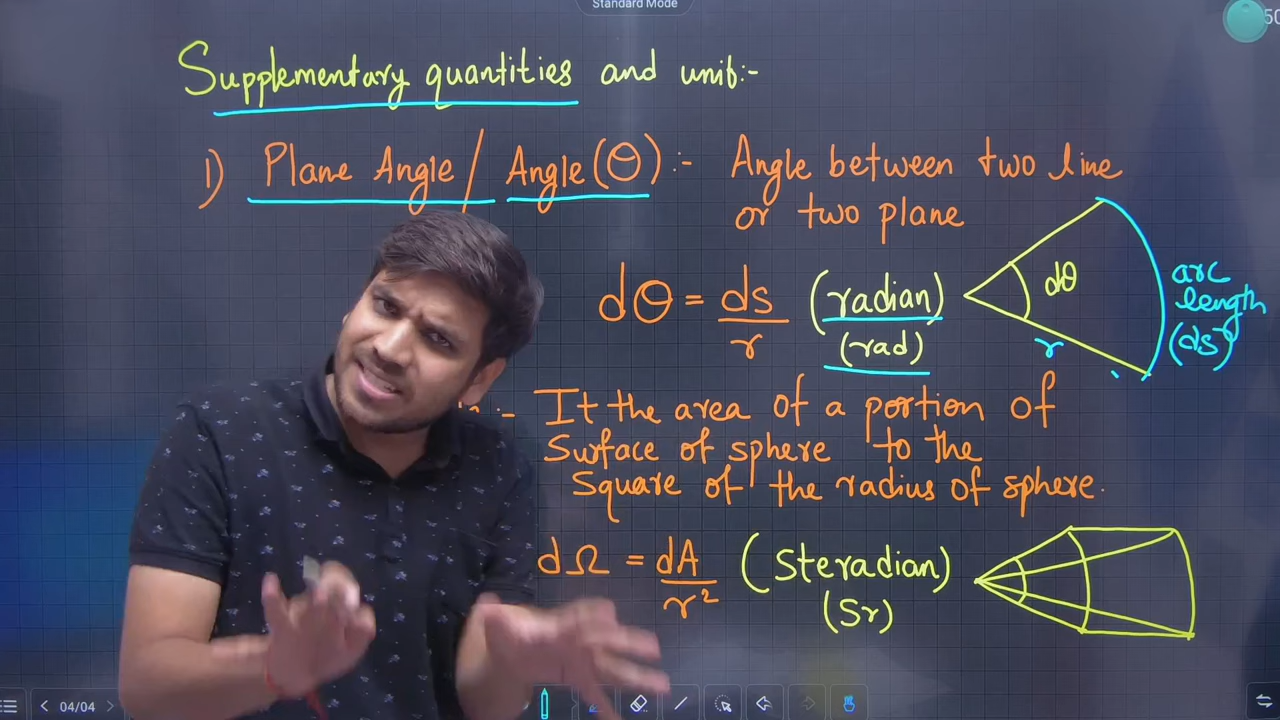 Standard Mode
50
Supplementary quantities and unit:-
1) Plane Angle / Angle (θ) :- Angle between two line
or two plane
dθ = ds/r (radian)
(rad)
dθ
r
arc
length
(ds)
:- It the area of a portion of
Surface of sphere to the
Square of the radius of sphere.
dΩ = dA/r² (Steradian)
(Sr)
04/04